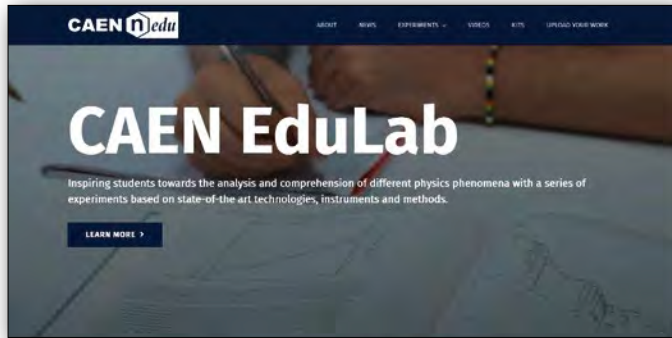 CAEN n edu
ABOUT NEWS EXPERIMENTS VIDEOS KITS UPLOAD YOUR WORK
CAEN EduLab
Inspiring students towards the analysis and comprehension of different physics phenomena with a series of
experiments based on state-of-the art technologies, instruments and methods.
LEARN MORE >